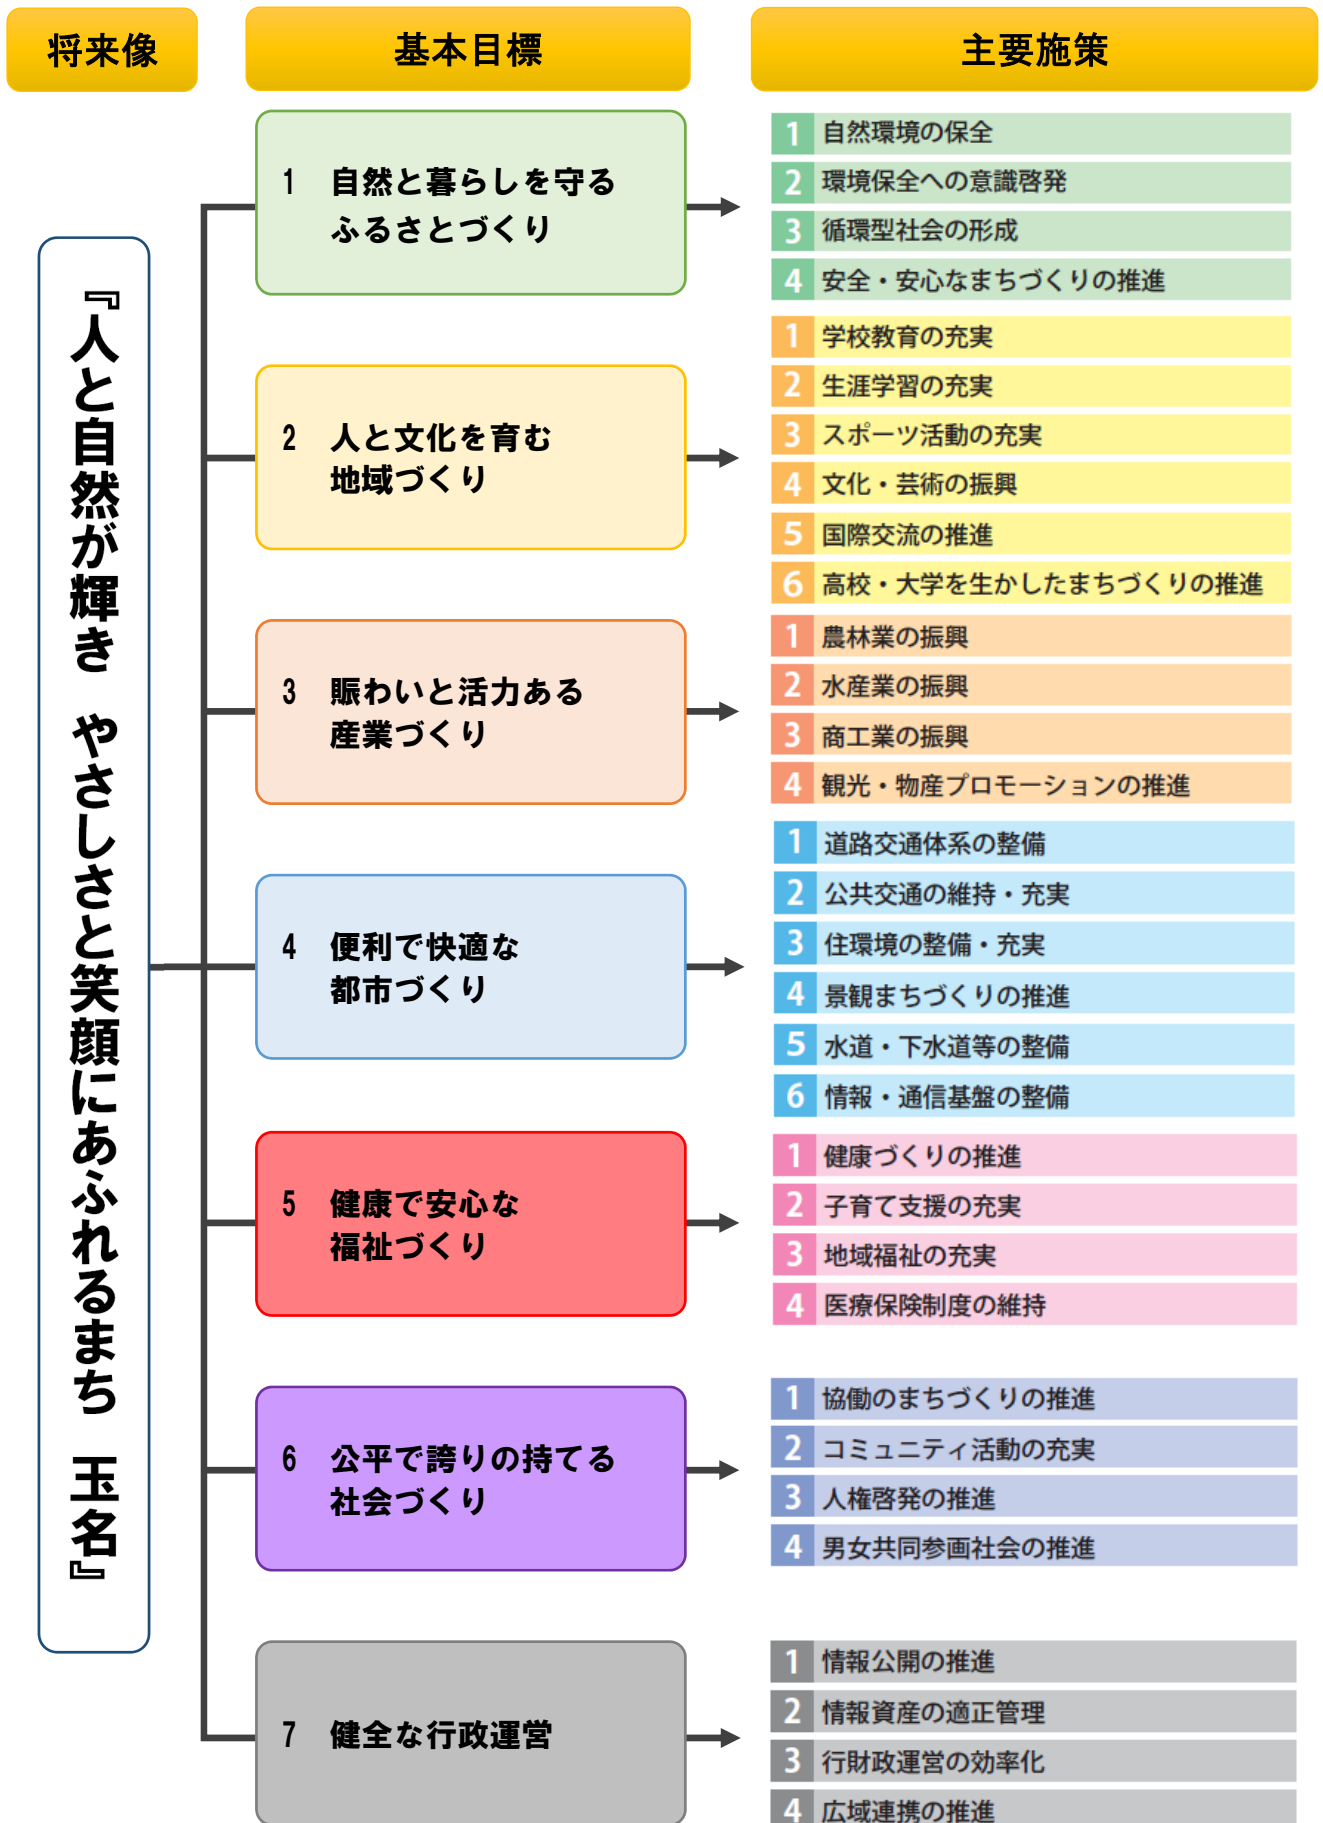 将来像
基本目標
主要施策
『人と自然が輝き　やさしさと笑顔にあふれるまち　玉名』
1　自然と暮らしを守る
ふるさとづくり
1 自然環境の保全
2 環境保全への意識啓発
3 循環型社会の形成
4 安全・安心なまちづくりの推進
2　人と文化を育む
地域づくり
1 学校教育の充実
2 生涯学習の充実
3 スポーツ活動の充実
4 文化・芸術の振興
5 国際交流の推進
6 高校・大学を生かしたまちづくりの推進
3　賑わいと活力ある
産業づくり
1 農林業の振興
2 水産業の振興
3 商工業の振興
4 観光・物産プロモーションの推進
4　便利で快適な
都市づくり
1 道路交通体系の整備
2 公共交通の維持・充実
3 住環境の整備・充実
4 景観まちづくりの推進
5 水道・下水道等の整備
6 情報・通信基盤の整備
5　健康で安心な
福祉づくり
1 健康づくりの推進
2 子育て支援の充実
3 地域福祉の充実
4 医療保険制度の維持
6　公平で誇りの持てる
社会づくり
1 協働のまちづくりの推進
2 コミュニティ活動の充実
3 人権啓発の推進
4 男女共同参画社会の推進
7　健全な行政運営
1 情報公開の推進
2 情報資産の適正管理
3 行財政運営の効率化
4 広域連携の推進